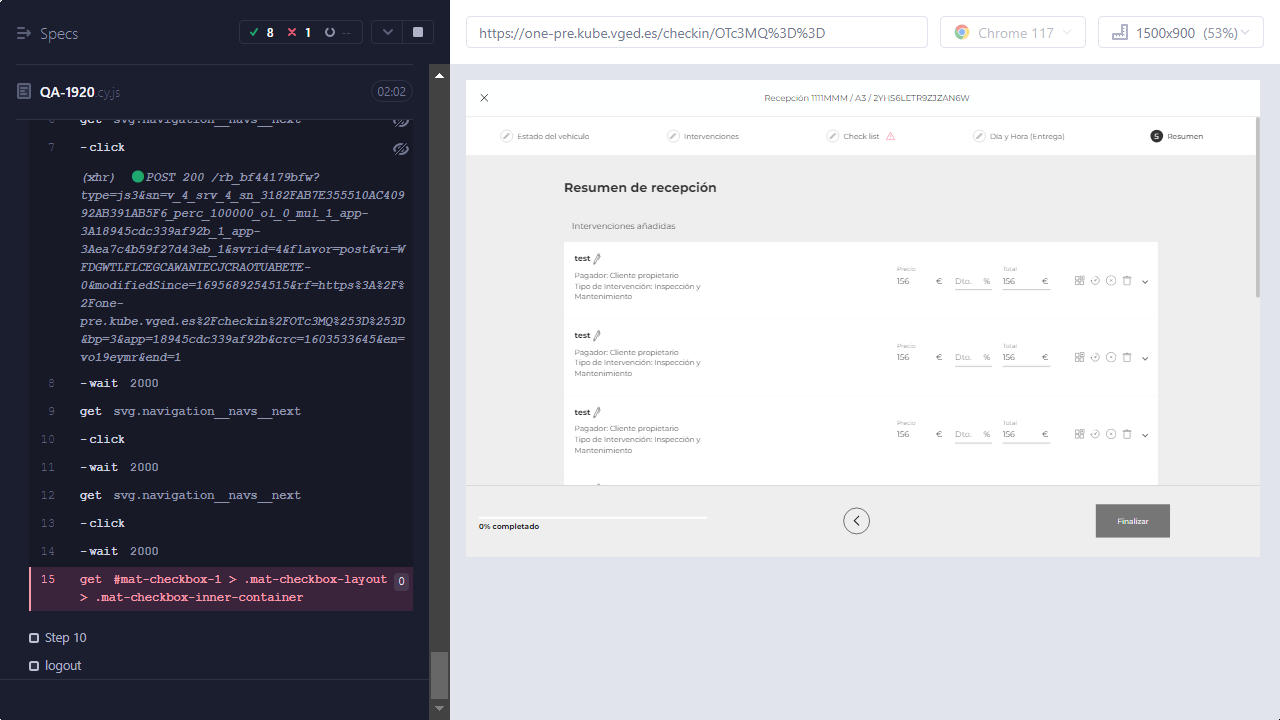 Specs
8
1
--
https://one-pre.kube.vged.es/checkin/OTc3MQ%3D%3D
Chrome 117
1500x900 (53%)
QA-1920.cy.js
02:02
get svg.navigation__navs__next
7 -click
(xhr) POST 200 /rb_bf44179bfw?
type=js3&sn=v_4_srv_4_sn_3182FAB7E355510AC409
92AB391AB5F6_perc_100000_ol_0_mul_1_app-
3A18945cdc339af92b_1_app-
3Aea7c4b59f27d43eb_1&svrid=4&flavor=post&vi=W
FDGWTLFLCEGCAWANIECJCRAOTUABETE-
0&modifiedSince=1695689254515&rf=https%3A%2F%
2Fone-
pre.kube.vged.es%2Fcheckin%2FOTc3MQ%253D%253D
&bp=3&app=18945cdc339af92b&crc=1603533645&en=
vo19eymr&end=1
8 -wait 2000
9 get svg.navigation__navs__next
10 -click
11 -wait 2000
12 get svg.navigation__navs__next
13 -click
14 -wait 2000
15 get #mat-checkbox-1 > .mat-checkbox-layout 0
> .mat-checkbox-inner-container
Step 10
logout
Recepción 1111MMM / A3 / 2YHS6LETR9ZJZAN6W
Estado del vehículo
Intervenciones
Check list
Día y Hora (Entrega)
5 Resumen
Resumen de recepción
Intervenciones añadidas
test
Pagador: Cliente propietario
Tipo de Intervención: Inspección y
Mantenimiento
Precio
156 €
Dto. %
Total
156 €
test
Pagador: Cliente propietario
Tipo de Intervención: Inspección y
Mantenimiento
Precio
156 €
Dto. %
Total
156 €
test
Pagador: Cliente propietario
Tipo de Intervención: Inspección y
Mantenimiento
Precio
156 €
Dto. %
Total
156 €
0% completado
Finalizar